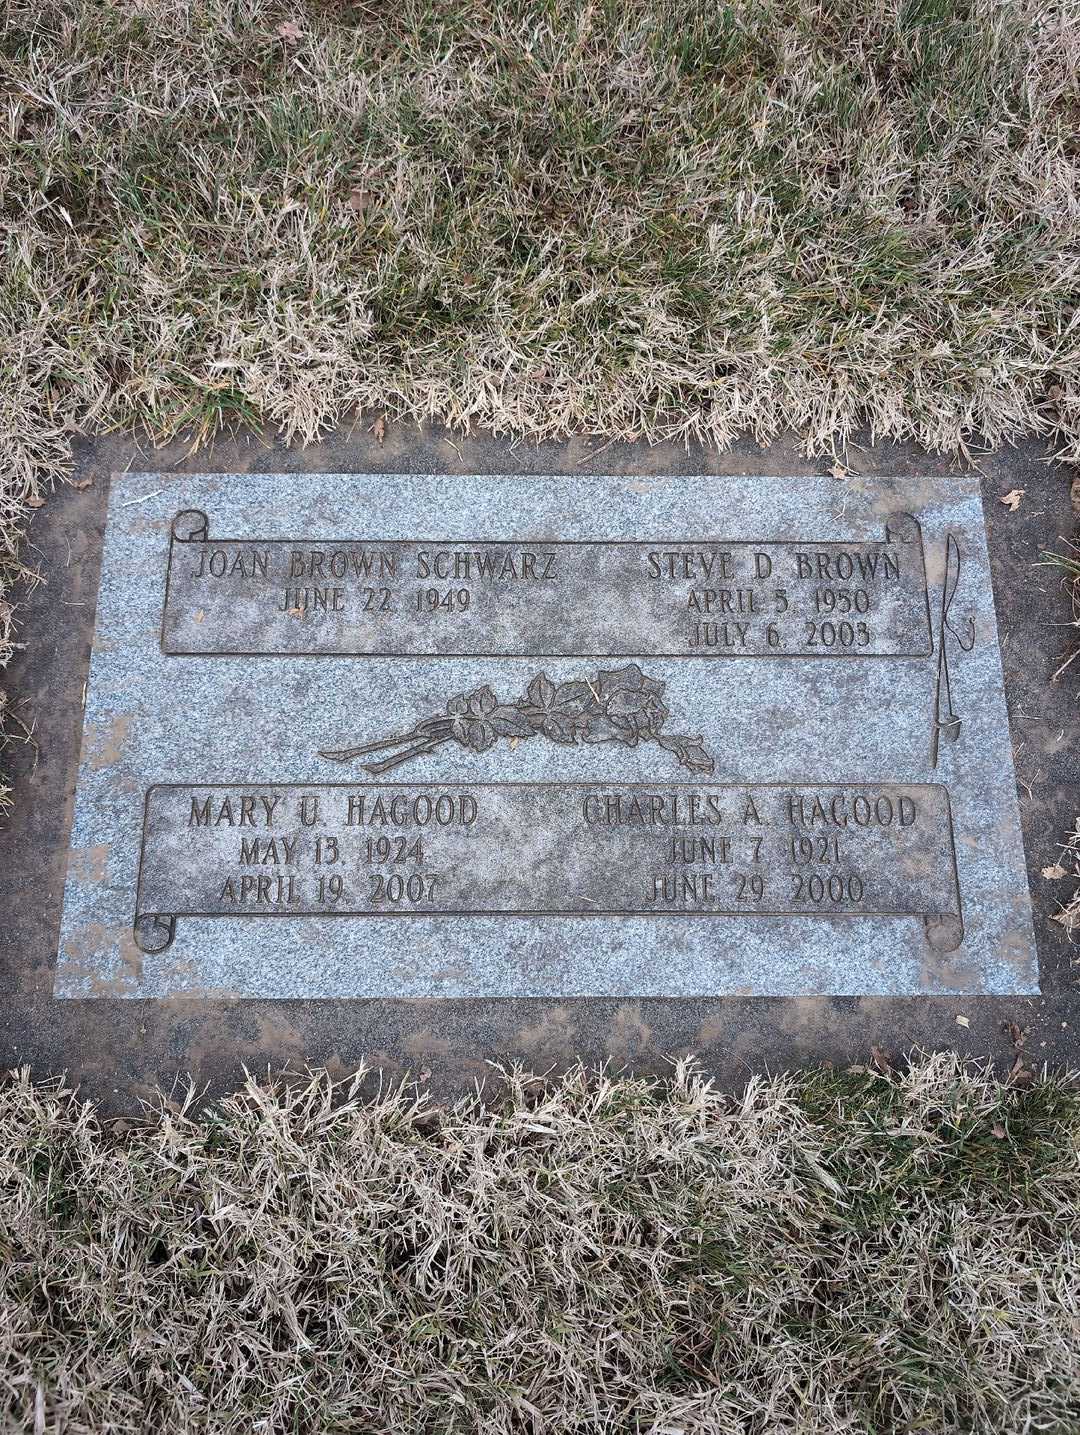 JOAN BROWN SCHWARZ
JUNE 22, 1949
STEVE D. BROWN
APRIL 5, 1950
JULY 6, 2003
MARY U. HAGOOD
MAY 13, 1924
APRIL 19, 2007
CHARLES A. HAGOOD
JUNE 7, 1921
JUNE 29, 2000